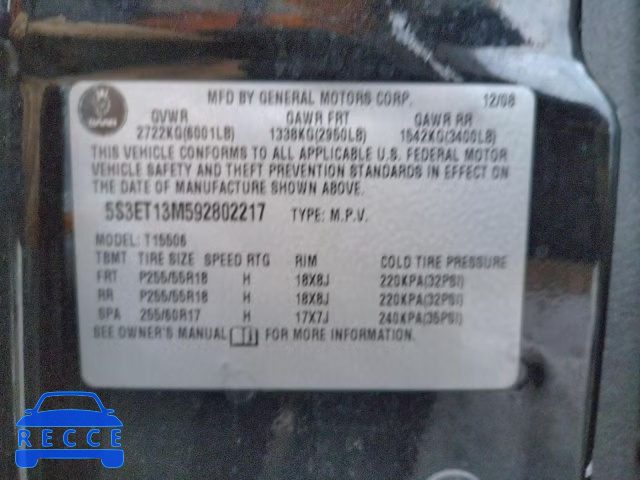 MFD BY GENERAL MOTORS CORP. 12/08
SAAB
GVWR GAWR FRT GAWR RR
2722KG(6001LB) 1338KG(2950LB) 1542KG(3400LB)
THIS VEHICLE CONFORMS TO ALL APPLICABLE U.S. FEDERAL MOTOR
VEHICLE SAFETY AND THEFT PREVENTION STANDARDS IN EFFECT ON
THE DATE OF MANUFACTURE SHOWN ABOVE.
5S3ET13M592802217 TYPE: M.P.V.
MODEL: T15506
TBMT TIRE SIZE SPEED RTG RIM COLD TIRE PRESSURE
FRT P255/55R18 H 18X8J 220KPA(32PSI)
RR P255/55R18 H 18X8J 220KPA(32PSI)
SPA 255/60R17 H 17X7J 240KPA(35PSI)
SEE OWNER'S MANUAL FOR MORE INFORMATION.
RECCE